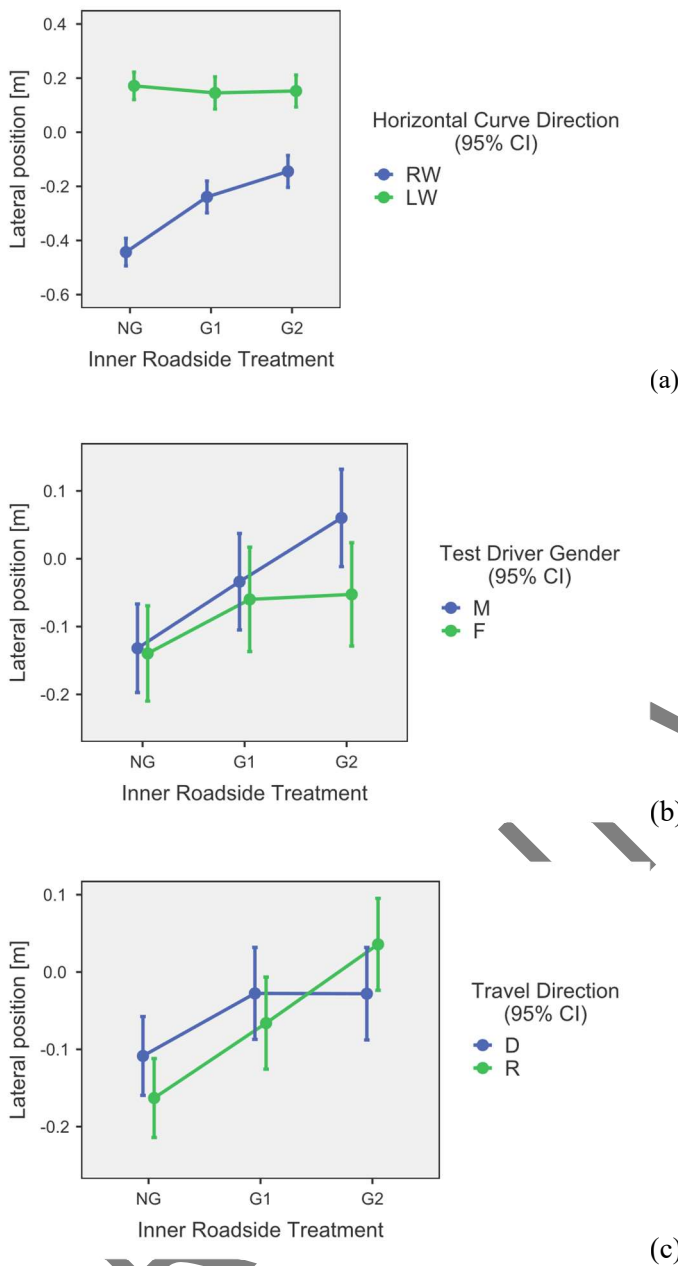 0.4
0.2
0.0
-0.2
-0.4
-0.6
Lateral position [m]
NG G1 G2
Inner Roadside Treatment
Horizontal Curve Direction
(95% CI)
RW
LW
(a)
0.1
0.0
-0.1
-0.2
Lateral position [m]
NG G1 G2
Inner Roadside Treatment
Test Driver Gender
(95% CI)
M
F
(b)
0.1
0.0
-0.1
-0.2
Lateral position [m]
NG G1 G2
Inner Roadside Treatment
Travel Direction
(95% CI)
D
R
(c)